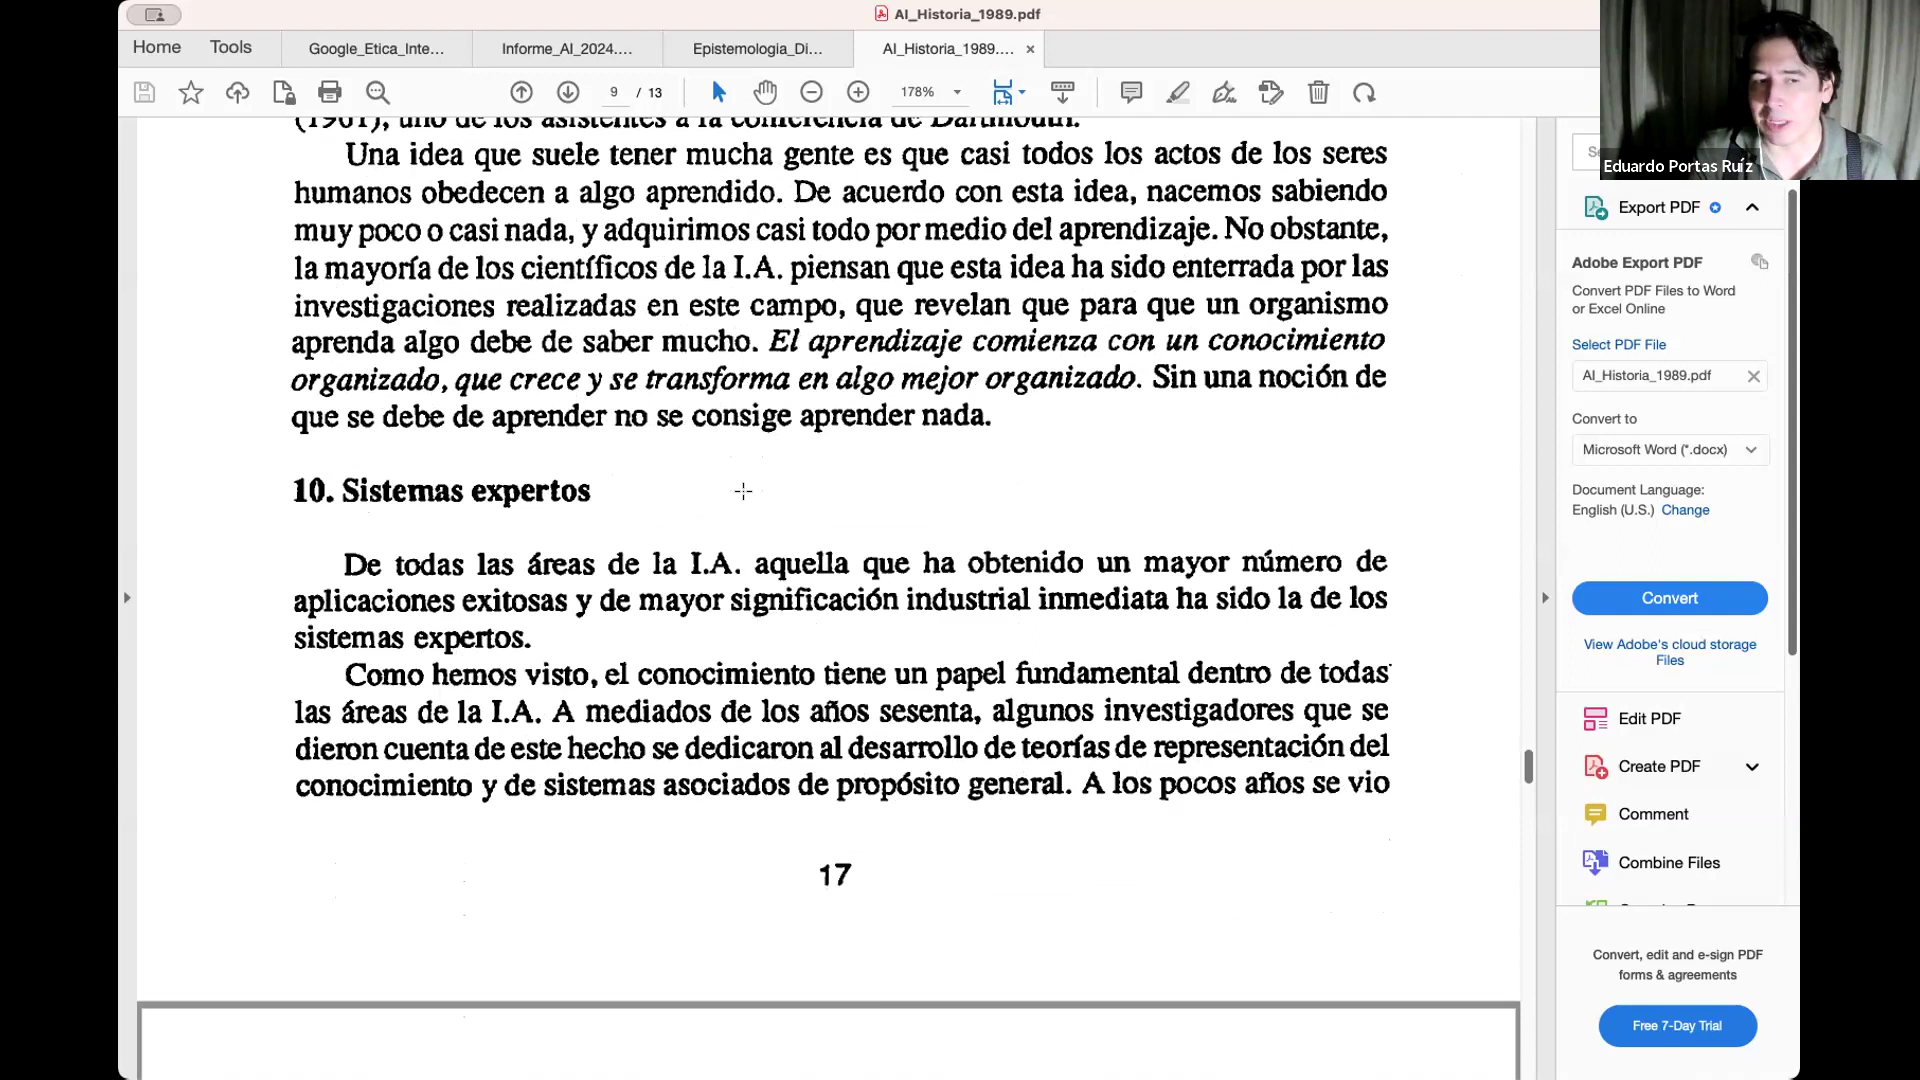 AI_Historia_1989.pdf
Home
Tools
Google_Etica_Inte...
Informe_AI_2024....
Epistemologia_Di...
AI_Historia_1989....
9 / 13
178%
Eduardo Portas Ruíz
(1961), uno de los asistentes a la conferencia de Dartmouth.
Una idea que suele tener mucha gente es que casi todos los actos de los seres
humanos obedecen a algo aprendido. De acuerdo con esta idea, nacemos sabiendo
muy poco o casi nada, y adquirimos casi todo por medio del aprendizaje. No obstante,
la mayoría de los científicos de la I.A. piensan que esta idea ha sido enterrada por las
investigaciones realizadas en este campo, que revelan que para que un organismo
aprenda algo debe de saber mucho. El aprendizaje comienza con un conocimiento
organizado, que crece y se transforma en algo mejor organizado. Sin una noción de
que se debe de aprender no se consige aprender nada.
10. Sistemas expertos
De todas las áreas de la I.A. aquella que ha obtenido un mayor número de
aplicaciones exitosas y de mayor significación industrial inmediata ha sido la de los
sistemas expertos.
Como hemos visto, el conocimiento tiene un papel fundamental dentro de todas
las áreas de la I.A. A mediados de los años sesenta, algunos investigadores que se
dieron cuenta de este hecho se dedicaron al desarrollo de teorías de representación del
conocimiento y de sistemas asociados de propósito general. A los pocos años se vio
17
Export PDF
Adobe Export PDF
Convert PDF Files to Word
or Excel Online
Select PDF File
AI_Historia_1989.pdf
Convert to
Microsoft Word (*.docx)
Document Language:
English (U.S.) Change
Convert
View Adobe's cloud storage
Files
Edit PDF
Create PDF
Comment
Combine Files
Convert, edit and e-sign PDF
forms & agreements
Free 7-Day Trial